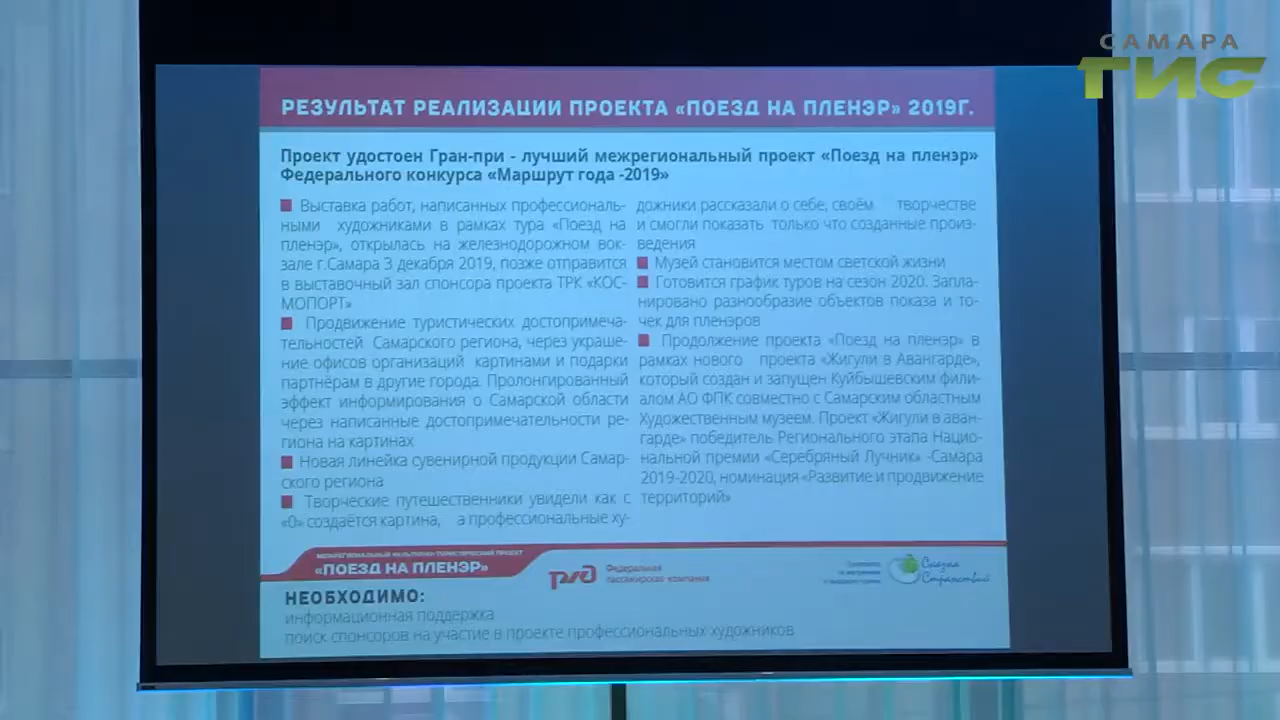 САМАРА
ГИС
РЕЗУЛЬТАТ РЕАЛИЗАЦИИ ПРОЕКТА «ПОЕЗД НА ПЛЕНЭР» 2019Г.
Проект удостоен Гран-при - лучший межрегиональный проект «Поезд на пленэр»
Федерального конкурса «Маршрут года -2019»
Выставка работ, написанных профессиональ-
ными художниками в рамках тура «Поезд на
пленэр», открылась на железнодорожном вок-
зале г.Самара 3 декабря 2019, позже отправится
в выставочный зал спонсора проекта ТРК «КОС-
МОПОРТ»
Продвижение туристических достопримеча-
тельностей Самарского региона, через украше-
ние офисов организаций картинами и подарки
партнёрам в другие города. Пролонгированный
эффект информирования о Самарской области
через написанные достопримечательности ре-
гиона на картинах
Новая линейка сувенирной продукции Самар-
ского региона
Творческие путешественники увидели как с
«0» создаётся картина, а профессиональные ху-
дожники рассказали о себе, своём творчестве
и смогли показать только что созданные произ-
ведения
Музей становится местом светской жизни
Готовится график туров на сезон 2020. Запла-
нировано разнообразие объектов показа и то-
чек для пленэров
Продолжение проекта «Поезд на пленэр» в
рамках нового проекта «Жигули в Авангарде»,
который создан и запущен Куйбышевским фили-
алом АО ФПК совместно с Самарским областным
Художественным музеем. Проект «Жигули в аван-
гарде» победитель Регионального этапа Нацио-
нальной премии «Серебряный Лучник» -Самара
2019-2020, номинация «Развитие и продвижение
территорий»
МЕЖРЕГИОНАЛЬНЫЙ КУЛЬТУРНО-ТУРИСТИЧЕСКИЙ ПРОЕКТ
«ПОЕЗД НА ПЛЕНЭР»
ржд
Федеральная
пассажирская компания
Сказка
Странствий
НЕОБХОДИМО:
информационная поддержка
поиск спонсоров на участие в проекте профессиональных художников